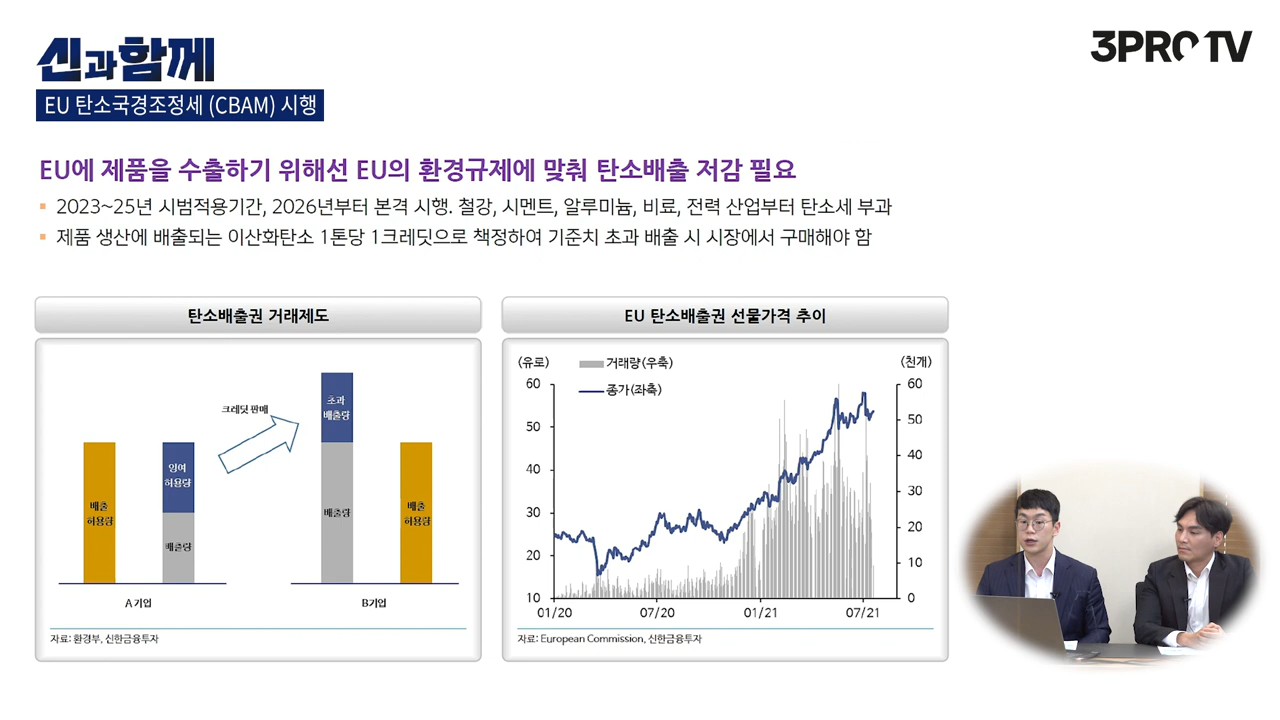 신과함께
3PRO TV
EU 탄소국경조정세 (CBAM) 시행
EU에 제품을 수출하기 위해선 EU의 환경규제에 맞춰 탄소배출 저감 필요
▪ 2023~25년 시범적용기간, 2026년부터 본격 시행. 철강, 시멘트, 알루미늄, 비료, 전력 산업부터 탄소세 부과
▪ 제품 생산에 배출되는 이산화탄소 1톤당 1크레딧으로 책정하여 기준치 초과 배출 시 시장에서 구매해야 함
탄소배출권 거래제도
크레딧 판매
초과
배출량
잉여
허용량
배출
허용량
배출량
배출량
배출
허용량
A 기업
B기업
자료: 환경부, 신한금융투자
EU 탄소배출권 선물가격 추이
(유로)
거래량(우축)
(천개)
종가(좌축)
60
50
40
30
20
10
60
50
40
30
20
10
0
01/20
07/20
01/21
07/21
자료: European Commission, 신한금융투자